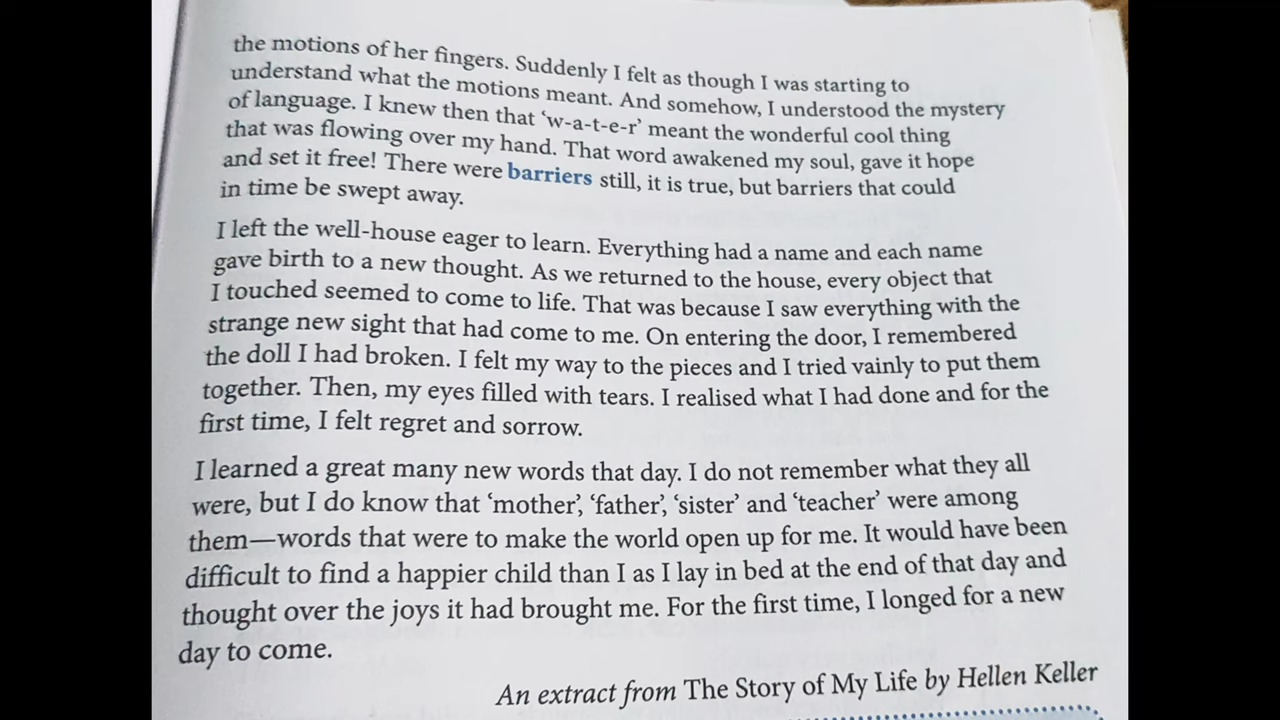 the motions of her fingers. Suddenly I felt as though I was starting to
understand what the motions meant. And somehow, I understood the mystery
of language. I knew then that ‘w-a-t-e-r’ meant the wonderful cool thing
that was flowing over my hand. That word awakened my soul, gave it hope
and set it free! There were barriers still, it is true, but barriers that could
in time be swept away.
I left the well-house eager to learn. Everything had a name and each name
gave birth to a new thought. As we returned to the house, every object that
I touched seemed to come to life. That was because I saw everything with the
strange new sight that had come to me. On entering the door, I remembered
the doll I had broken. I felt my way to the pieces and I tried vainly to put them
together. Then, my eyes filled with tears. I realised what I had done and for the
first time, I felt regret and sorrow.
I learned a great many new words that day. I do not remember what they all
were, but I do know that ‘mother’, ‘father’, ‘sister’ and ‘teacher’ were among
them—words that were to make the world open up for me. It would have been
difficult to find a happier child than I as I lay in bed at the end of that day and
thought over the joys it had brought me. For the first time, I longed for a new
day to come.
An extract from The Story of My Life by Hellen Keller